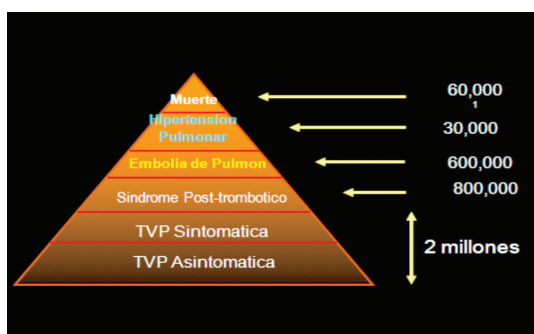 Muerte
60,000
1
Hipertension
Pulmonar
30,000
Embolia de Pulmon
600,000
Sindrome Post-trombotico
800,000
TVP Sintomatica
2 millones
TVP Asintomatica